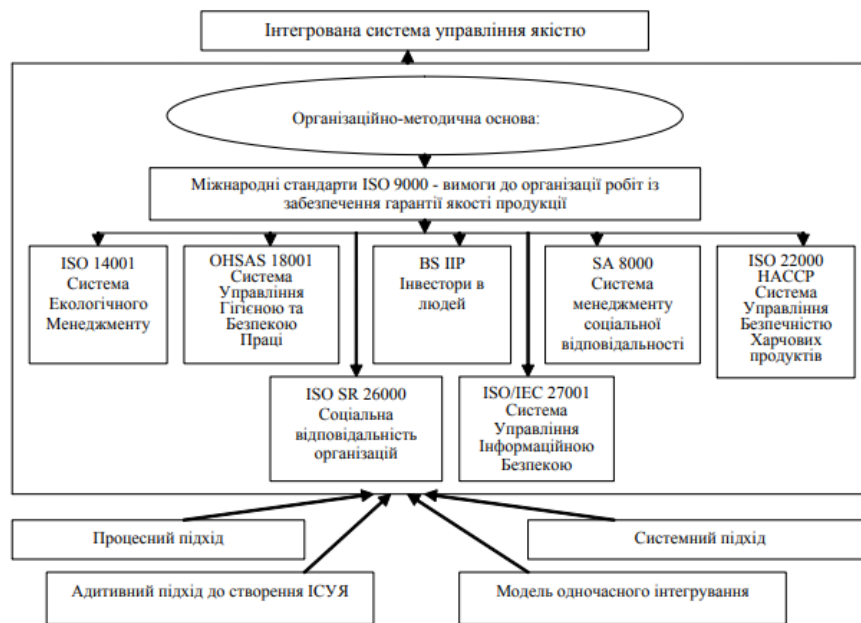 Інтегрована система управління якістю
Організаційно-методична основа:
Міжнародні стандарти ISO 9000 - вимоги до організації робіт із
забезпечення гарантії якості продукції
ISO 14001
Система
Екологічного
Менеджменту
OHSAS 18001
Система
Управління
Гігієною та
Безпекою
Праці
BS IIP
Інвестори в
людей
SA 8000
Система
менеджменту
соціальної
відповідальності
ISO 22000
HACCP
Система
Управління
Безпечністю
Харчових
продуктів
ISO SR 26000
Соціальна
відповідальність
організацій
ISO/IEC 27001
Система
Управління
Інформаційною
Безпекою
Процесний підхід
Системний підхід
Адитивний підхід до створення ІСУЯ
Модель одночасного інтегрування